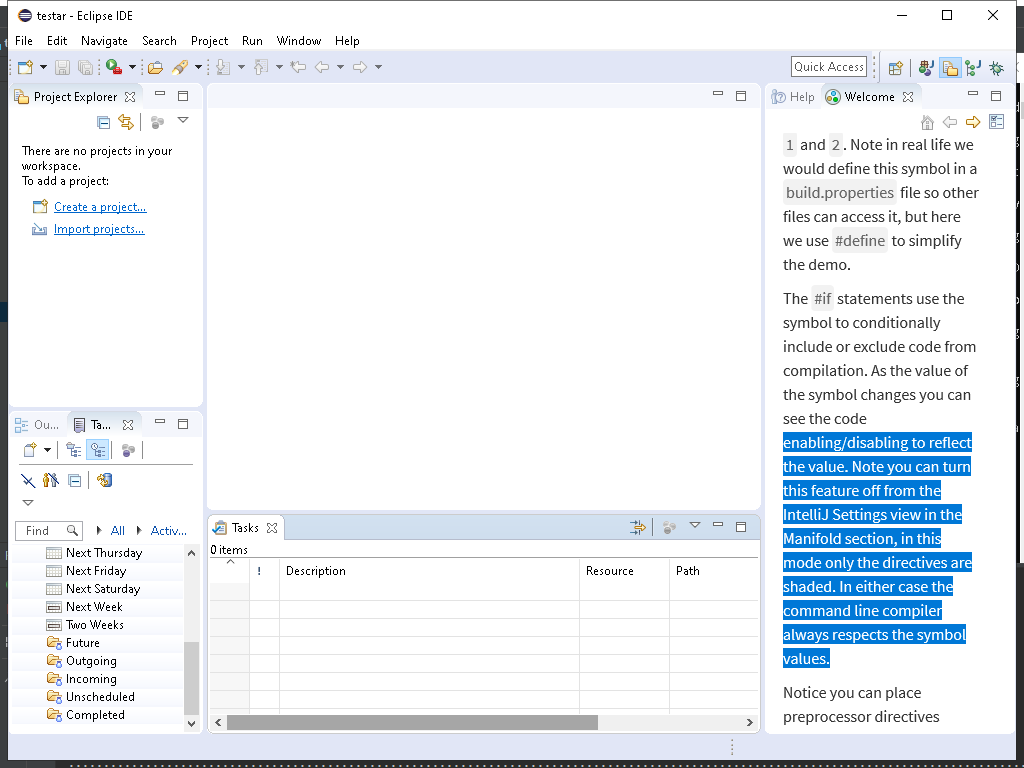 testar - Eclipse IDE
File Edit Navigate Search Project Run Window Help
Quick Access
Project Explorer
There are no projects in your
workspace.
To add a project:
Create a project...
Import projects...
Ou...
Ta...
Find
All
Activ...
Next Thursday
Next Friday
Next Saturday
Next Week
Two Weeks
Future
Outgoing
Incoming
Unscheduled
Completed
Tasks
0 items
! Description Resource Path
Help
Welcome
1 and 2. Note in real life we
would define this symbol in a
build.properties file so other
files can access it, but here
we use #define to simplify
the demo.
The #if statements use the
symbol to conditionally
include or exclude code from
compilation. As the value of
the symbol changes you can
see the code
enabling/disabling to reflect
the value. Note you can turn
this feature off from the
IntelliJ Settings view in the
Manifold section, in this
mode only the directives are
shaded. In either case the
command line compiler
always respects the symbol
values.
Notice you can place
preprocessor directives